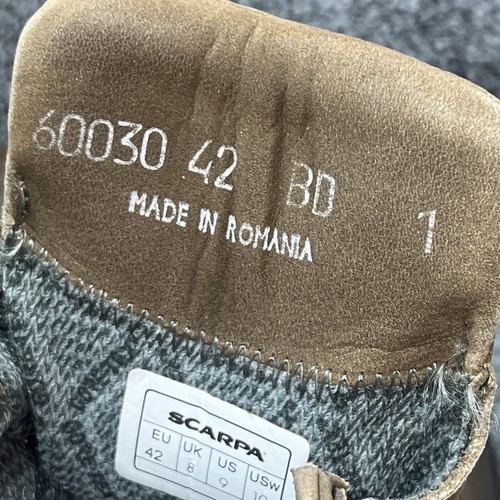 60030 42 BD 1
MADE IN ROMANIA
SCARPA
EU UK US USW
42 8 9 10